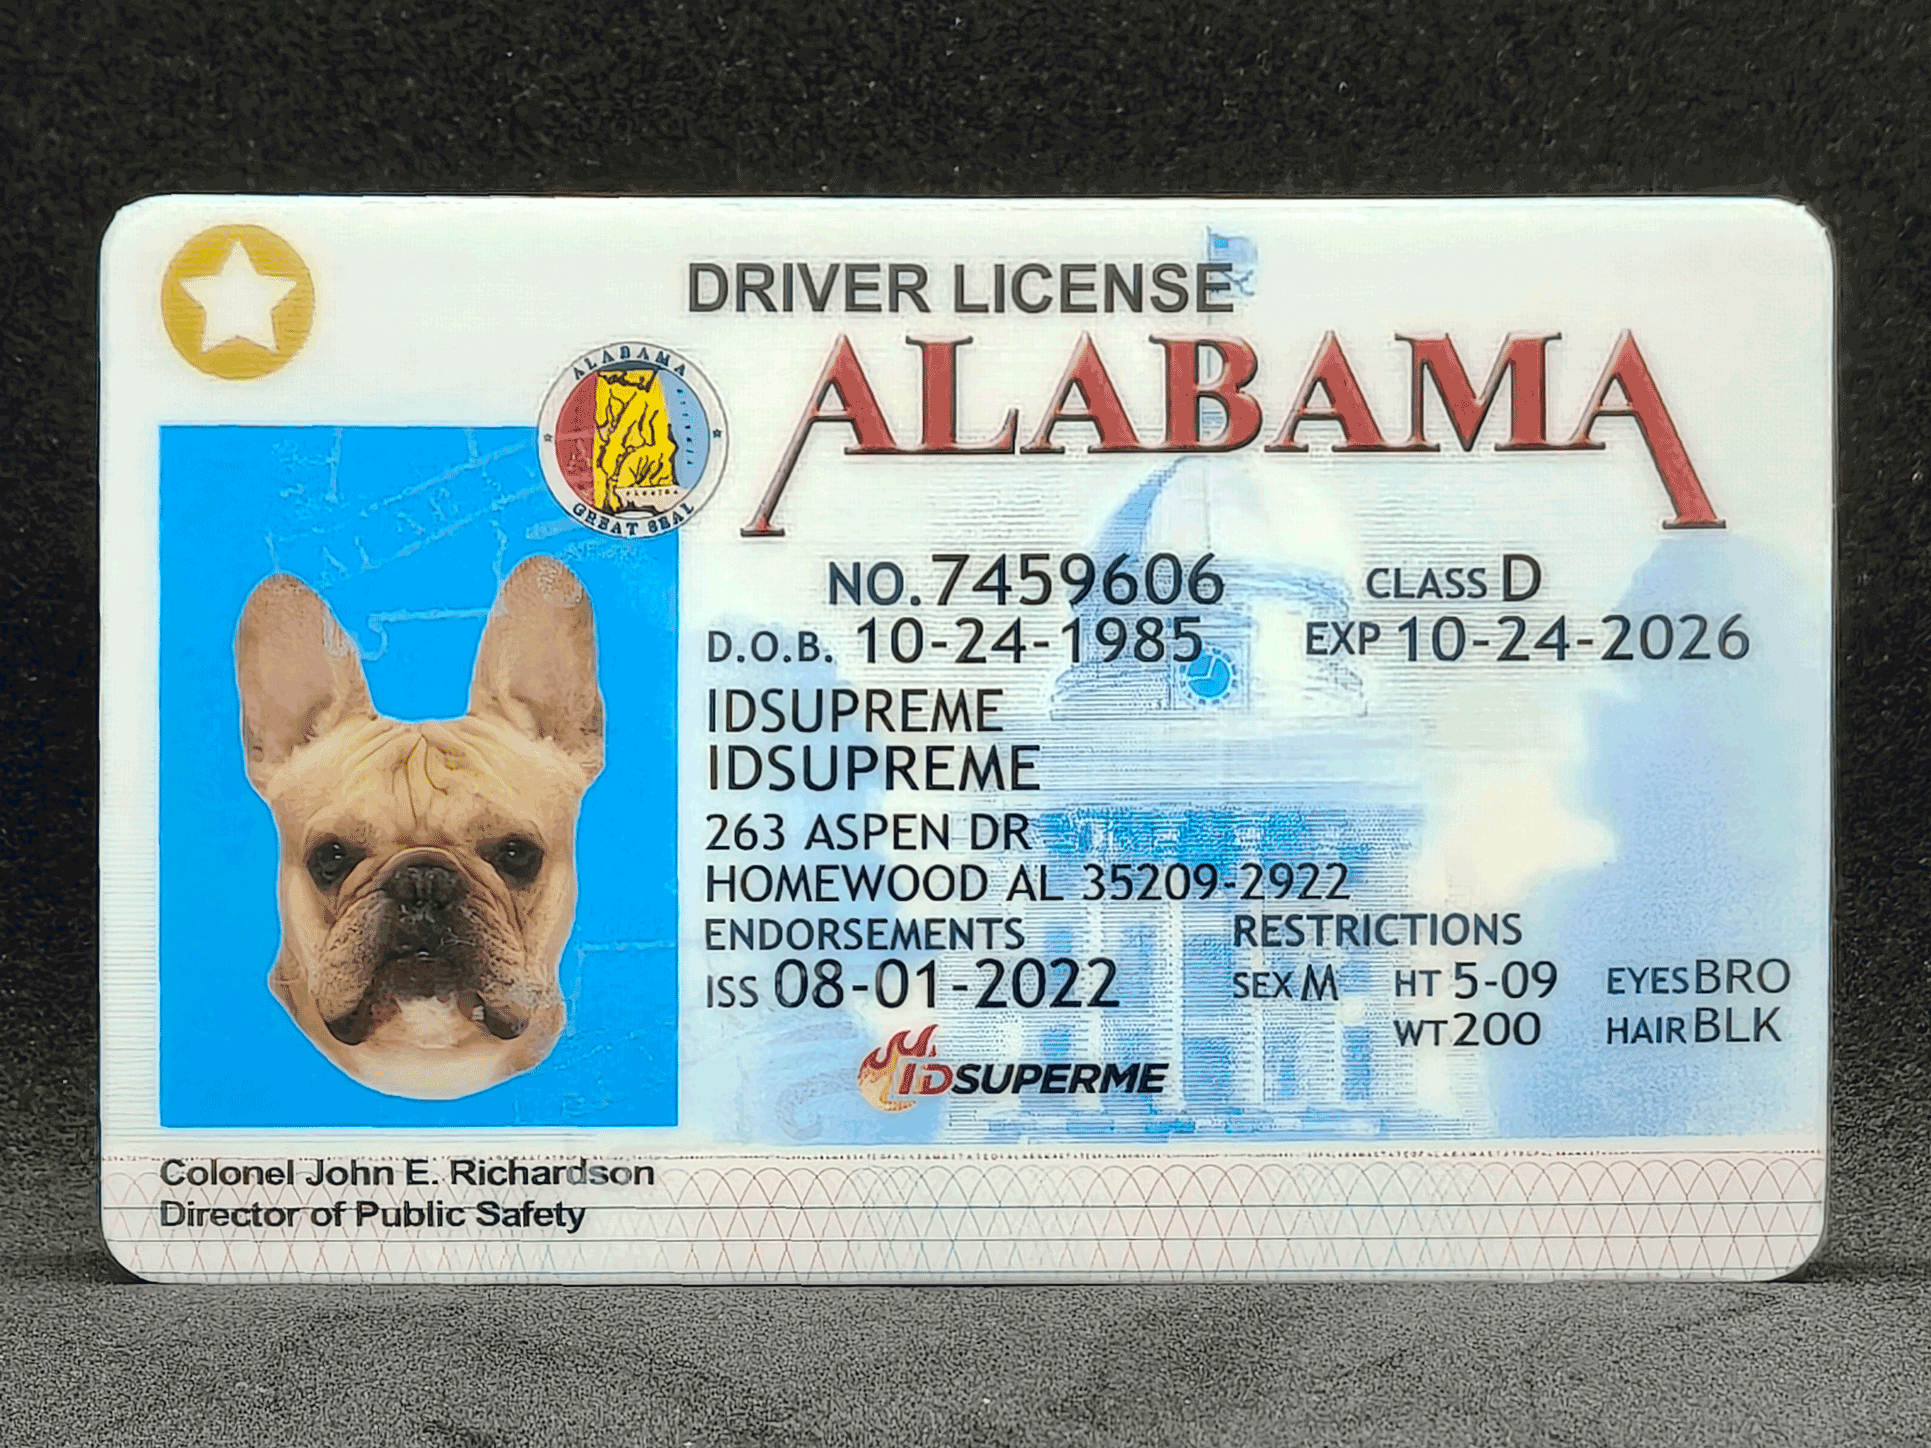 DRIVER LICENSE
ALABAMA
ALABAMA
GREAT SEAL
NO. 7459606 CLASS D
D.O.B. 10-24-1985 EXP 10-24-2026
IDSUPREME
IDSUPREME
263 ASPEN DR
HOMEWOOD AL 35209-2922
ENDORSEMENTS RESTRICTIONS
ISS 08-01-2022 SEX M HT 5-09 EYES BRO
WT 200 HAIR BLK
IDSUPERME
Colonel John E. Richardson
Director of Public Safety